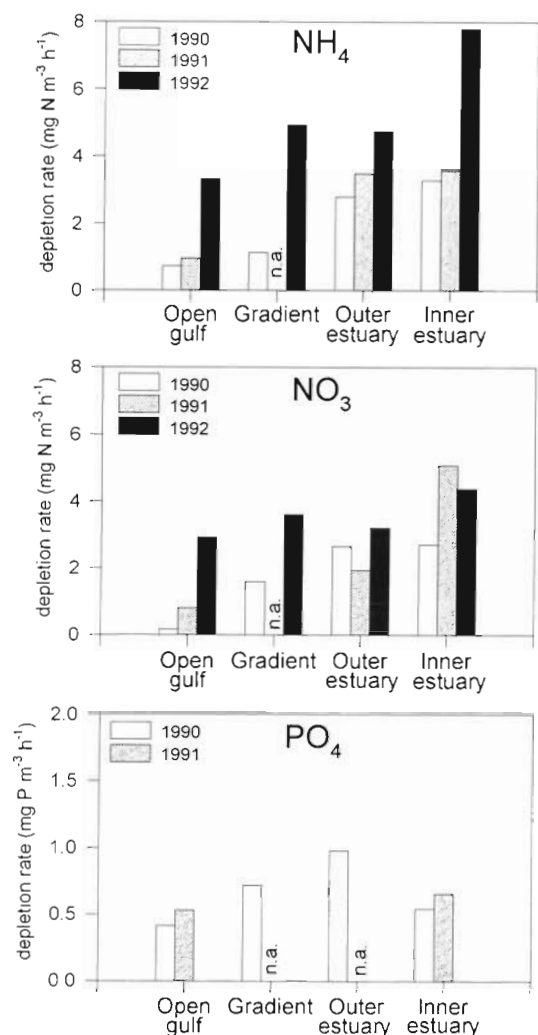 NH4
1990
1991
1992
depletion rate (mg N m-3 h-1)
8
6
4
2
0
n.a.
Open gulf
Gradient
Outer estuary
Inner estuary
NO3
1990
1991
1992
depletion rate (mg N m-3 h-1)
8
6
4
2
0
n.a.
Open gulf
Gradient
Outer estuary
Inner estuary
PO4
1990
1991
depletion rate (mg P m-3 h-1)
2.0
1.5
1.0
0.5
0 0
n.a.
n.a.
Open gulf
Gradient
Outer estuary
Inner estuary